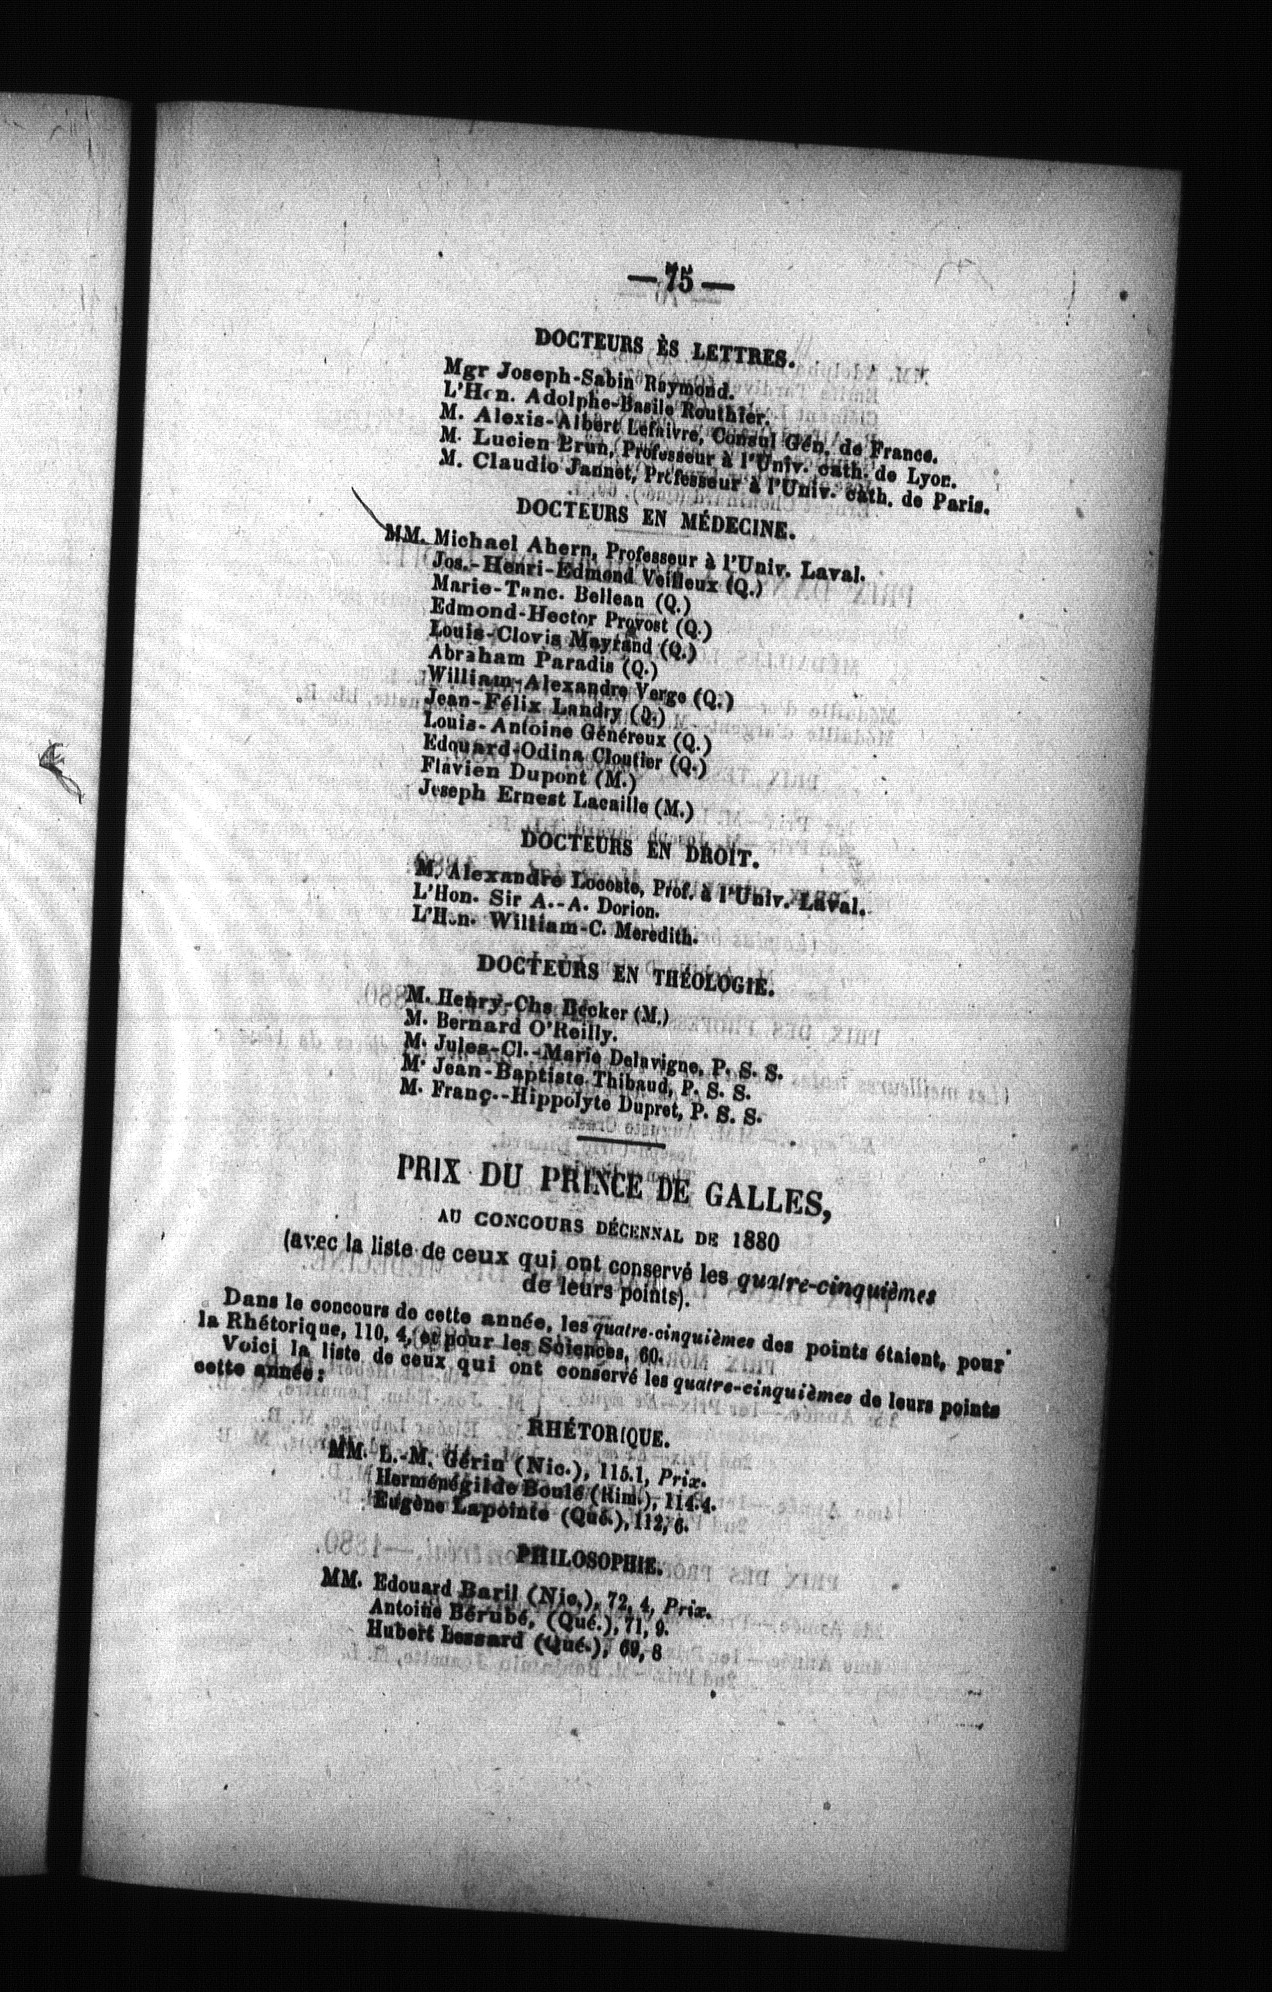 — 75 —
DOCTEURS ÈS LETTRES.
Mgr Joseph-Sabin Raymond.
L'Hon. Adolphe-Basile Routhier.
M. Alexis-Albert Lefaivre, Consul Gén. de France.
M. Lucien Brun, Professeur à l'Univ. cath. de Lyon.
M. Claudio Jannet, Professeur à l'Univ. cath. de Paris.
DOCTEURS EN MÉDECINE.
MM. Michael Ahern, Professeur à l'Univ. Laval.
Jos.-Henri-Edmond Veilleux (Q.)
Marie-Tanc. Belleau (Q.)
Edmond-Hector Provost (Q.)
Louis-Clovis Mayrand (Q.)
Abraham Paradis (Q.)
William-Alexandre Verge (Q.)
Jean-Félix Landry (Q.)
Louis-Antoine Généreux (Q.)
Edouard-Odina Cloutier (Q.)
Flavien Dupont (M.)
Joseph Ernest Lacaille (M.)
DOCTEURS EN DROIT.
M. Alexandre Lacoste, Prof. à l'Univ. Laval.
L'Hon. Sir A.-A. Dorion.
L'Hon. William-C. Meredith.
DOCTEURS EN THÉOLOGIE.
M. Henry-Chs Decker (M.)
M. Bernard O'Reilly.
M. Jules-Cl.-Marie Delavigne, P. S. S.
M. Jean-Baptiste Thibaud, P. S. S.
M. Franç.-Hippolyte Dupret, P. S. S.
PRIX DU PRINCE DE GALLES,
AU CONCOURS DÉCENNAL DE 1880
(avec la liste de ceux qui ont conservé les quatre-cinquièmes
de leurs points).
Dans le concours de cette année, les quatre-cinquièmes des points étaient, pour
la Rhétorique, 110, 4, et pour les Sciences, 60.
Voici la liste de ceux qui ont conservé les quatre-cinquièmes de leurs points
cette année :
RHÉTORIQUE.
MM. L.-M. Gérin (Nic.), 115.1, Prix.
Herménégilde Boulé (Rim.), 114.4.
Eugène Lapointe (Qué.), 112, 6.
PHILOSOPHIE.
MM. Edouard Baril (Nic.), 72, 4, Prix.
Antoine Bérubé, (Qué.), 71, 9.
Hubert Lessard (Qué.), 69, 8